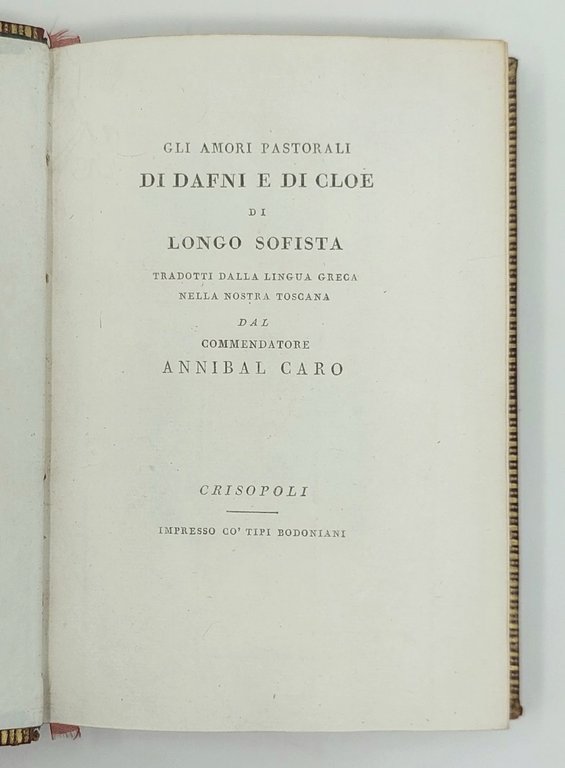 GLI AMORI PASTORALI
DI DAFNI E DI CLOE
DI
LONGO SOFISTA
TRADOTTI DALLA LINGUA GRECA
NELLA NOSTRA TOSCANA
DAL
COMMENDATORE
ANNIBAL CARO
CRISOPOLI
IMPRESSO CO' TIPI BODONIANI